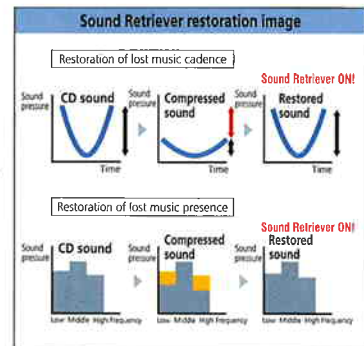 Sound Retriever restoration image
Restoration of lost music cadence
Sound Retriever ON!
Sound pressure
CD sound
Sound pressure
Compressed sound
Sound pressure
Restored sound
Time
Time
Time
Restoration of lost music presence
Sound Retriever ON!
Sound pressure
CD sound
Sound pressure
Compressed sound
Sound pressure
Restored sound
Low Middle High Frequency
Low Middle High Frequency
Low Middle High Frequency